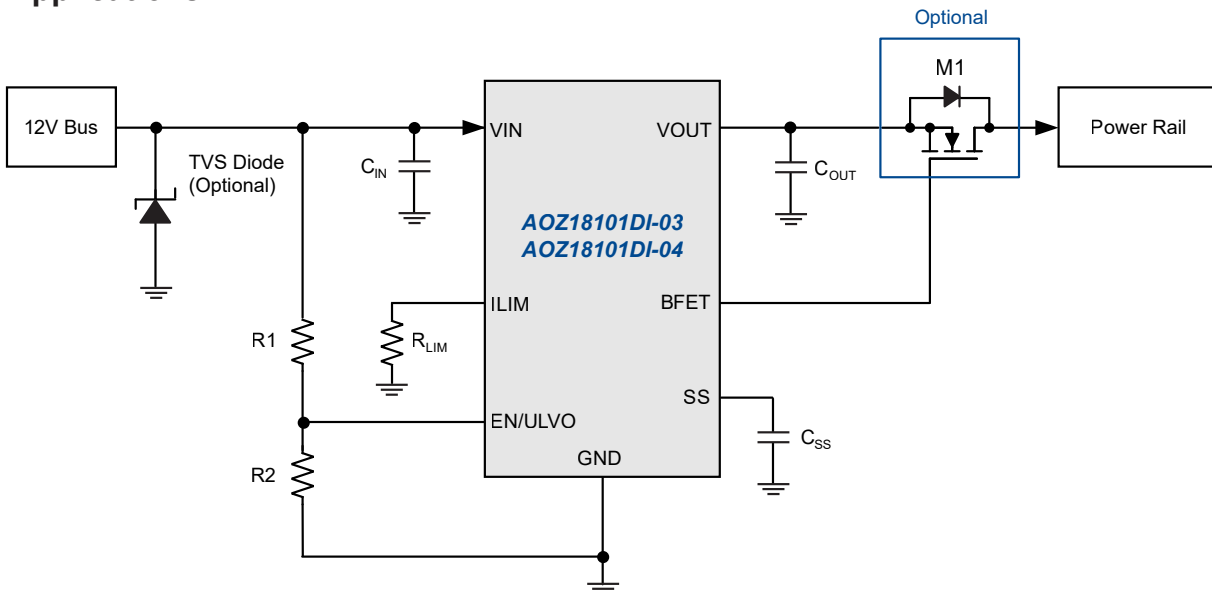 Optional
M1
12V Bus
VIN
VOUT
Power Rail
TVS Diode
(Optional)
CIN
COUT
AOZ18101DI-03
AOZ18101DI-04
ILIM
BFET
R1
RLIM
SS
EN/ULVO
CSS
R2
GND